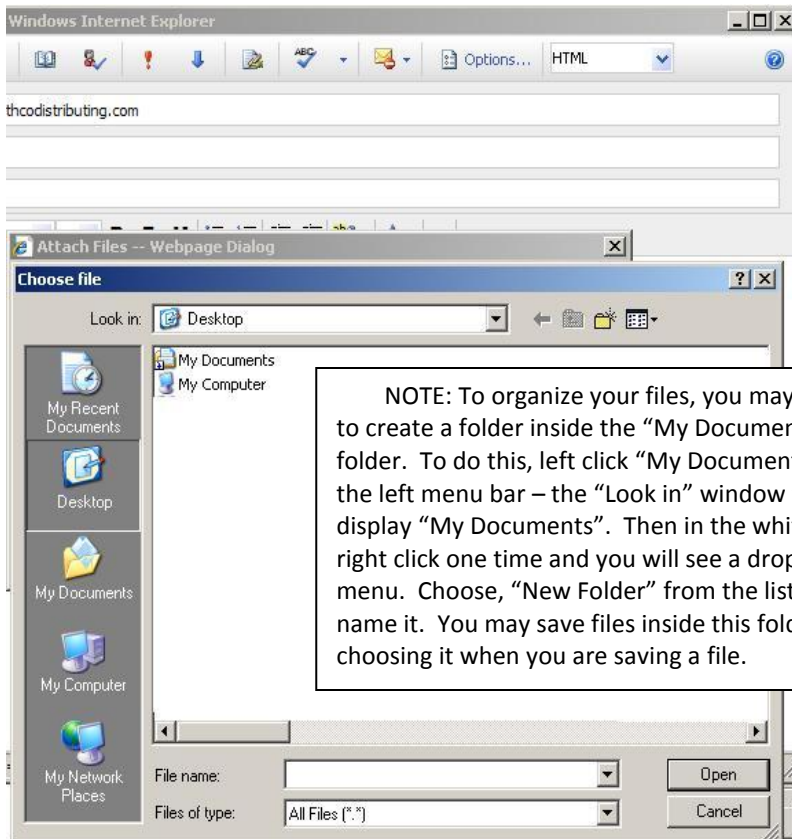 Windows Internet Explorer
ABC
Options...
HTML
thcodistributing.com
Attach Files -- Webpage Dialog
Choose file
Look in:
Desktop
My Recent
Documents
Desktop
My Documents
My Computer
My Network
Places
My Documents
My Computer
NOTE: To organize your files, you may
to create a folder inside the “My Documen
folder. To do this, left click “My Document
the left menu bar – the “Look in” window
display “My Documents”. Then in the whi
right click one time and you will see a drop
menu. Choose, “New Folder” from the list
name it. You may save files inside this fold
choosing it when you are saving a file.
File name:
Open
Files of type:
All Files (*.*)
Cancel